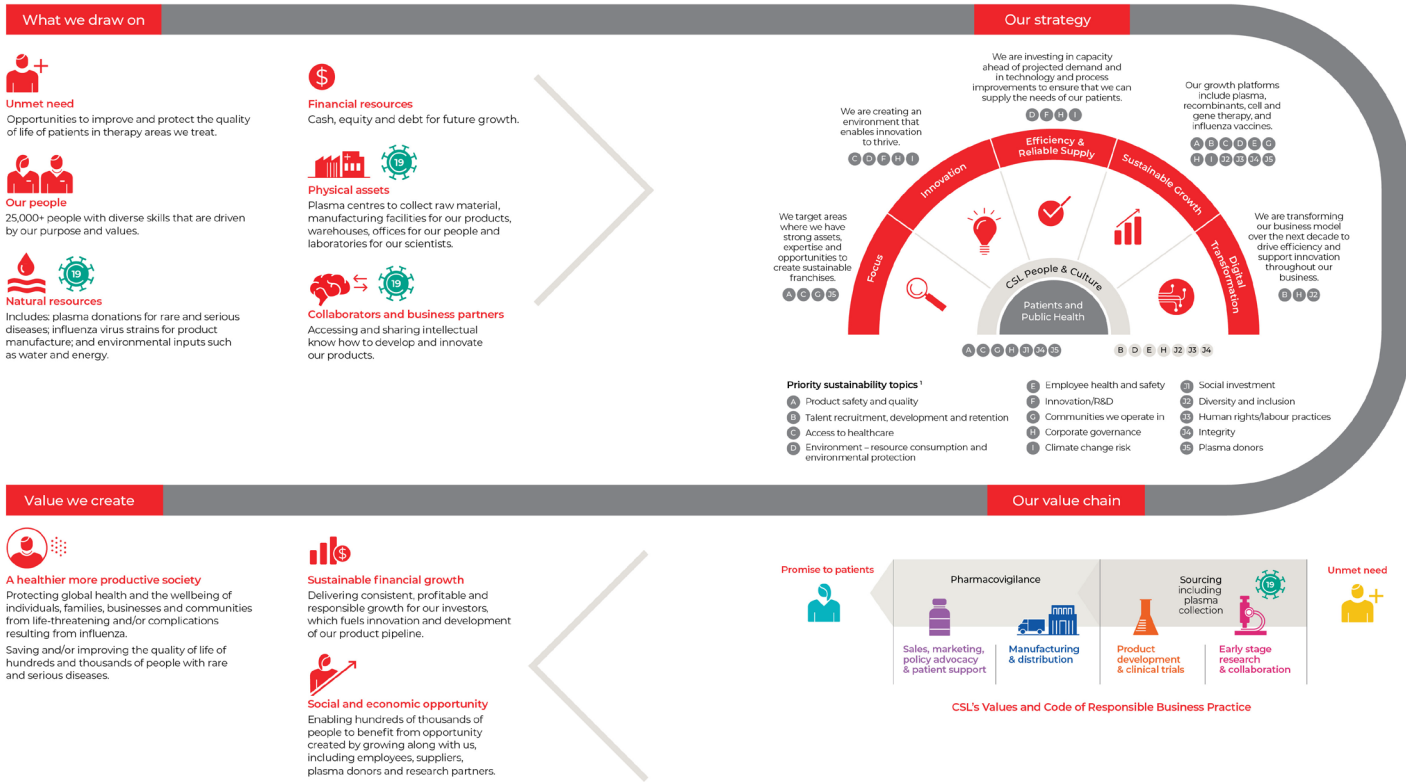 What we draw on
Unmet need
Opportunities to improve and protect the quality
of life of patients in therapy areas we treat.
Our people
25,000+ people with diverse skills that are driven
by our purpose and values.
19
Natural resources
Includes: plasma donations for rare and serious
diseases; influenza virus strains for product
manufacture; and environmental inputs such
as water and energy.
$
Financial resources
Cash, equity and debt for future growth.
19
Physical assets
Plasma centres to collect raw material,
manufacturing facilities for our products,
warehouses, offices for our people and
laboratories for our scientists.
19
Collaborators and business partners
Accessing and sharing intellectual
know how to develop and innovate
our products.
Our strategy
We target areas
where we have
strong assets,
expertise and
opportunities to
create sustainable
franchises.
A C G J5
We are creating an
environment that
enables innovation
to thrive.
C D F H I
We are investing in capacity
ahead of projected demand and
in technology and process
improvements to ensure that we can
supply the needs of our patients.
D F H I
Our growth platforms
include plasma,
recombinants, cell and
gene therapy, and
influenza vaccines.
A B C D E G
H I J2 J3 J4 J5
We are transforming
our business model
over the next decade to
drive efficiency and
support innovation
throughout our
business.
B H J2
Focus
Innovation
Efficiency &
Reliable Supply
Sustainable Growth
Digital
Transformation
CSL People & Culture
Patients and
Public Health
A C G H J1 J4 J5
B D E H J2 J3 J4
Priority sustainability topics 1
A Product safety and quality
B Talent recruitment, development and retention
C Access to healthcare
D Environment – resource consumption and
environmental protection
E Employee health and safety
F Innovation/R&D
G Communities we operate in
H Corporate governance
I Climate change risk
J1 Social investment
J2 Diversity and inclusion
J3 Human rights/labour practices
J4 Integrity
J5 Plasma donors
Value we create
A healthier more productive society
Protecting global health and the wellbeing of
individuals, families, businesses and communities
from life-threatening and/or complications
resulting from influenza.
Saving and/or improving the quality of life of
hundreds and thousands of people with rare
and serious diseases.
$
Sustainable financial growth
Delivering consistent, profitable and
responsible growth for our investors,
which fuels innovation and development
of our product pipeline.
Social and economic opportunity
Enabling hundreds of thousands of
people to benefit from opportunity
created by growing along with us,
including employees, suppliers,
plasma donors and research partners.
Our value chain
Promise to patients
Pharmacovigilance
Sourcing
including
plasma
collection
19
Unmet need
Sales, marketing,
policy advocacy
& patient support
Manufacturing
& distribution
Product
development
& clinical trials
Early stage
research
& collaboration
CSL's Values and Code of Responsible Business Practice